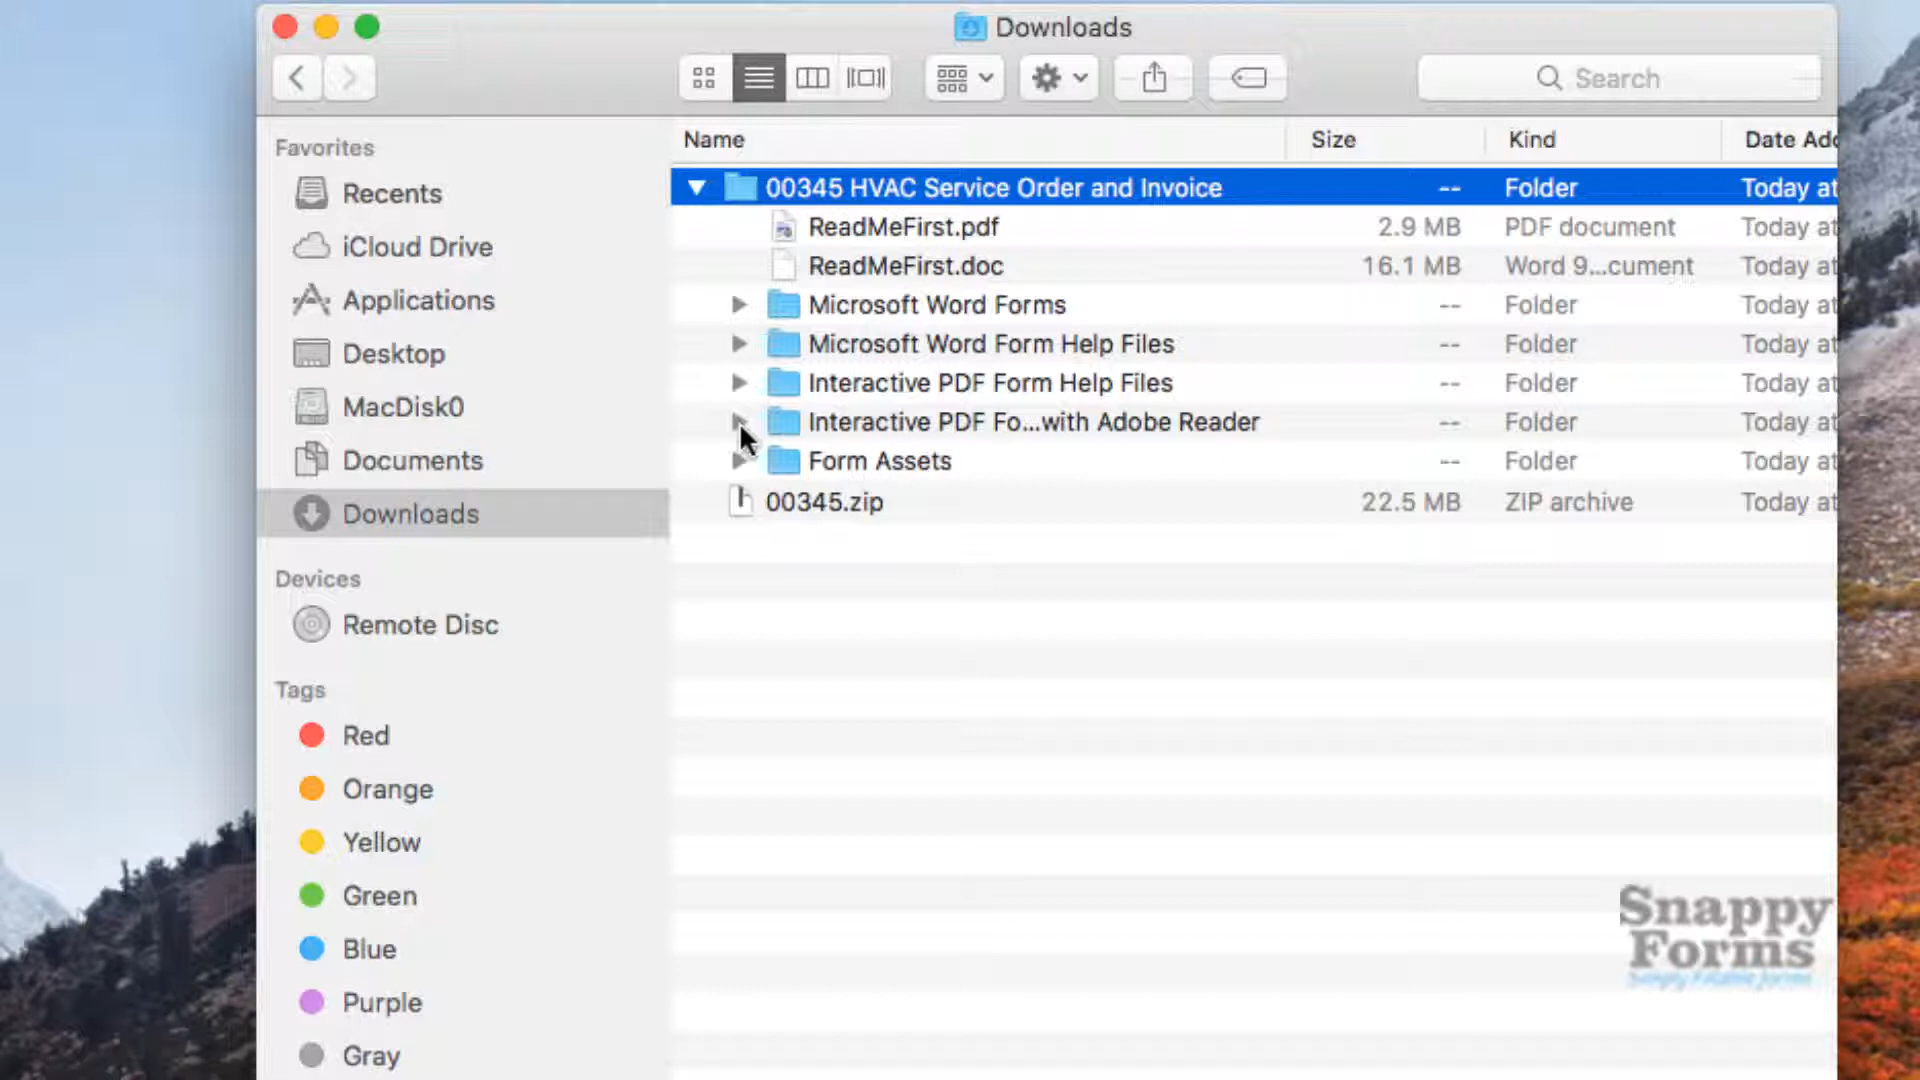 Downloads
Search
Favorites
Recents
iCloud Drive
Applications
Desktop
MacDisk0
Documents
Downloads
Devices
Remote Disc
Tags
Red
Orange
Yellow
Green
Blue
Purple
Gray
Name Size Kind Date Adc
00345 HVAC Service Order and Invoice -- Folder Today at
ReadMeFirst.pdf 2.9 MB PDF document Today at
ReadMeFirst.doc 16.1 MB Word 9...cument Today at
Microsoft Word Forms -- Folder Today at
Microsoft Word Form Help Files -- Folder Today at
Interactive PDF Form Help Files -- Folder Today at
Interactive PDF Fo...with Adobe Reader -- Folder Today at
Form Assets -- Folder Today at
00345.zip 22.5 MB ZIP archive Today at
Snappy
Forms
Simply Fillable forms